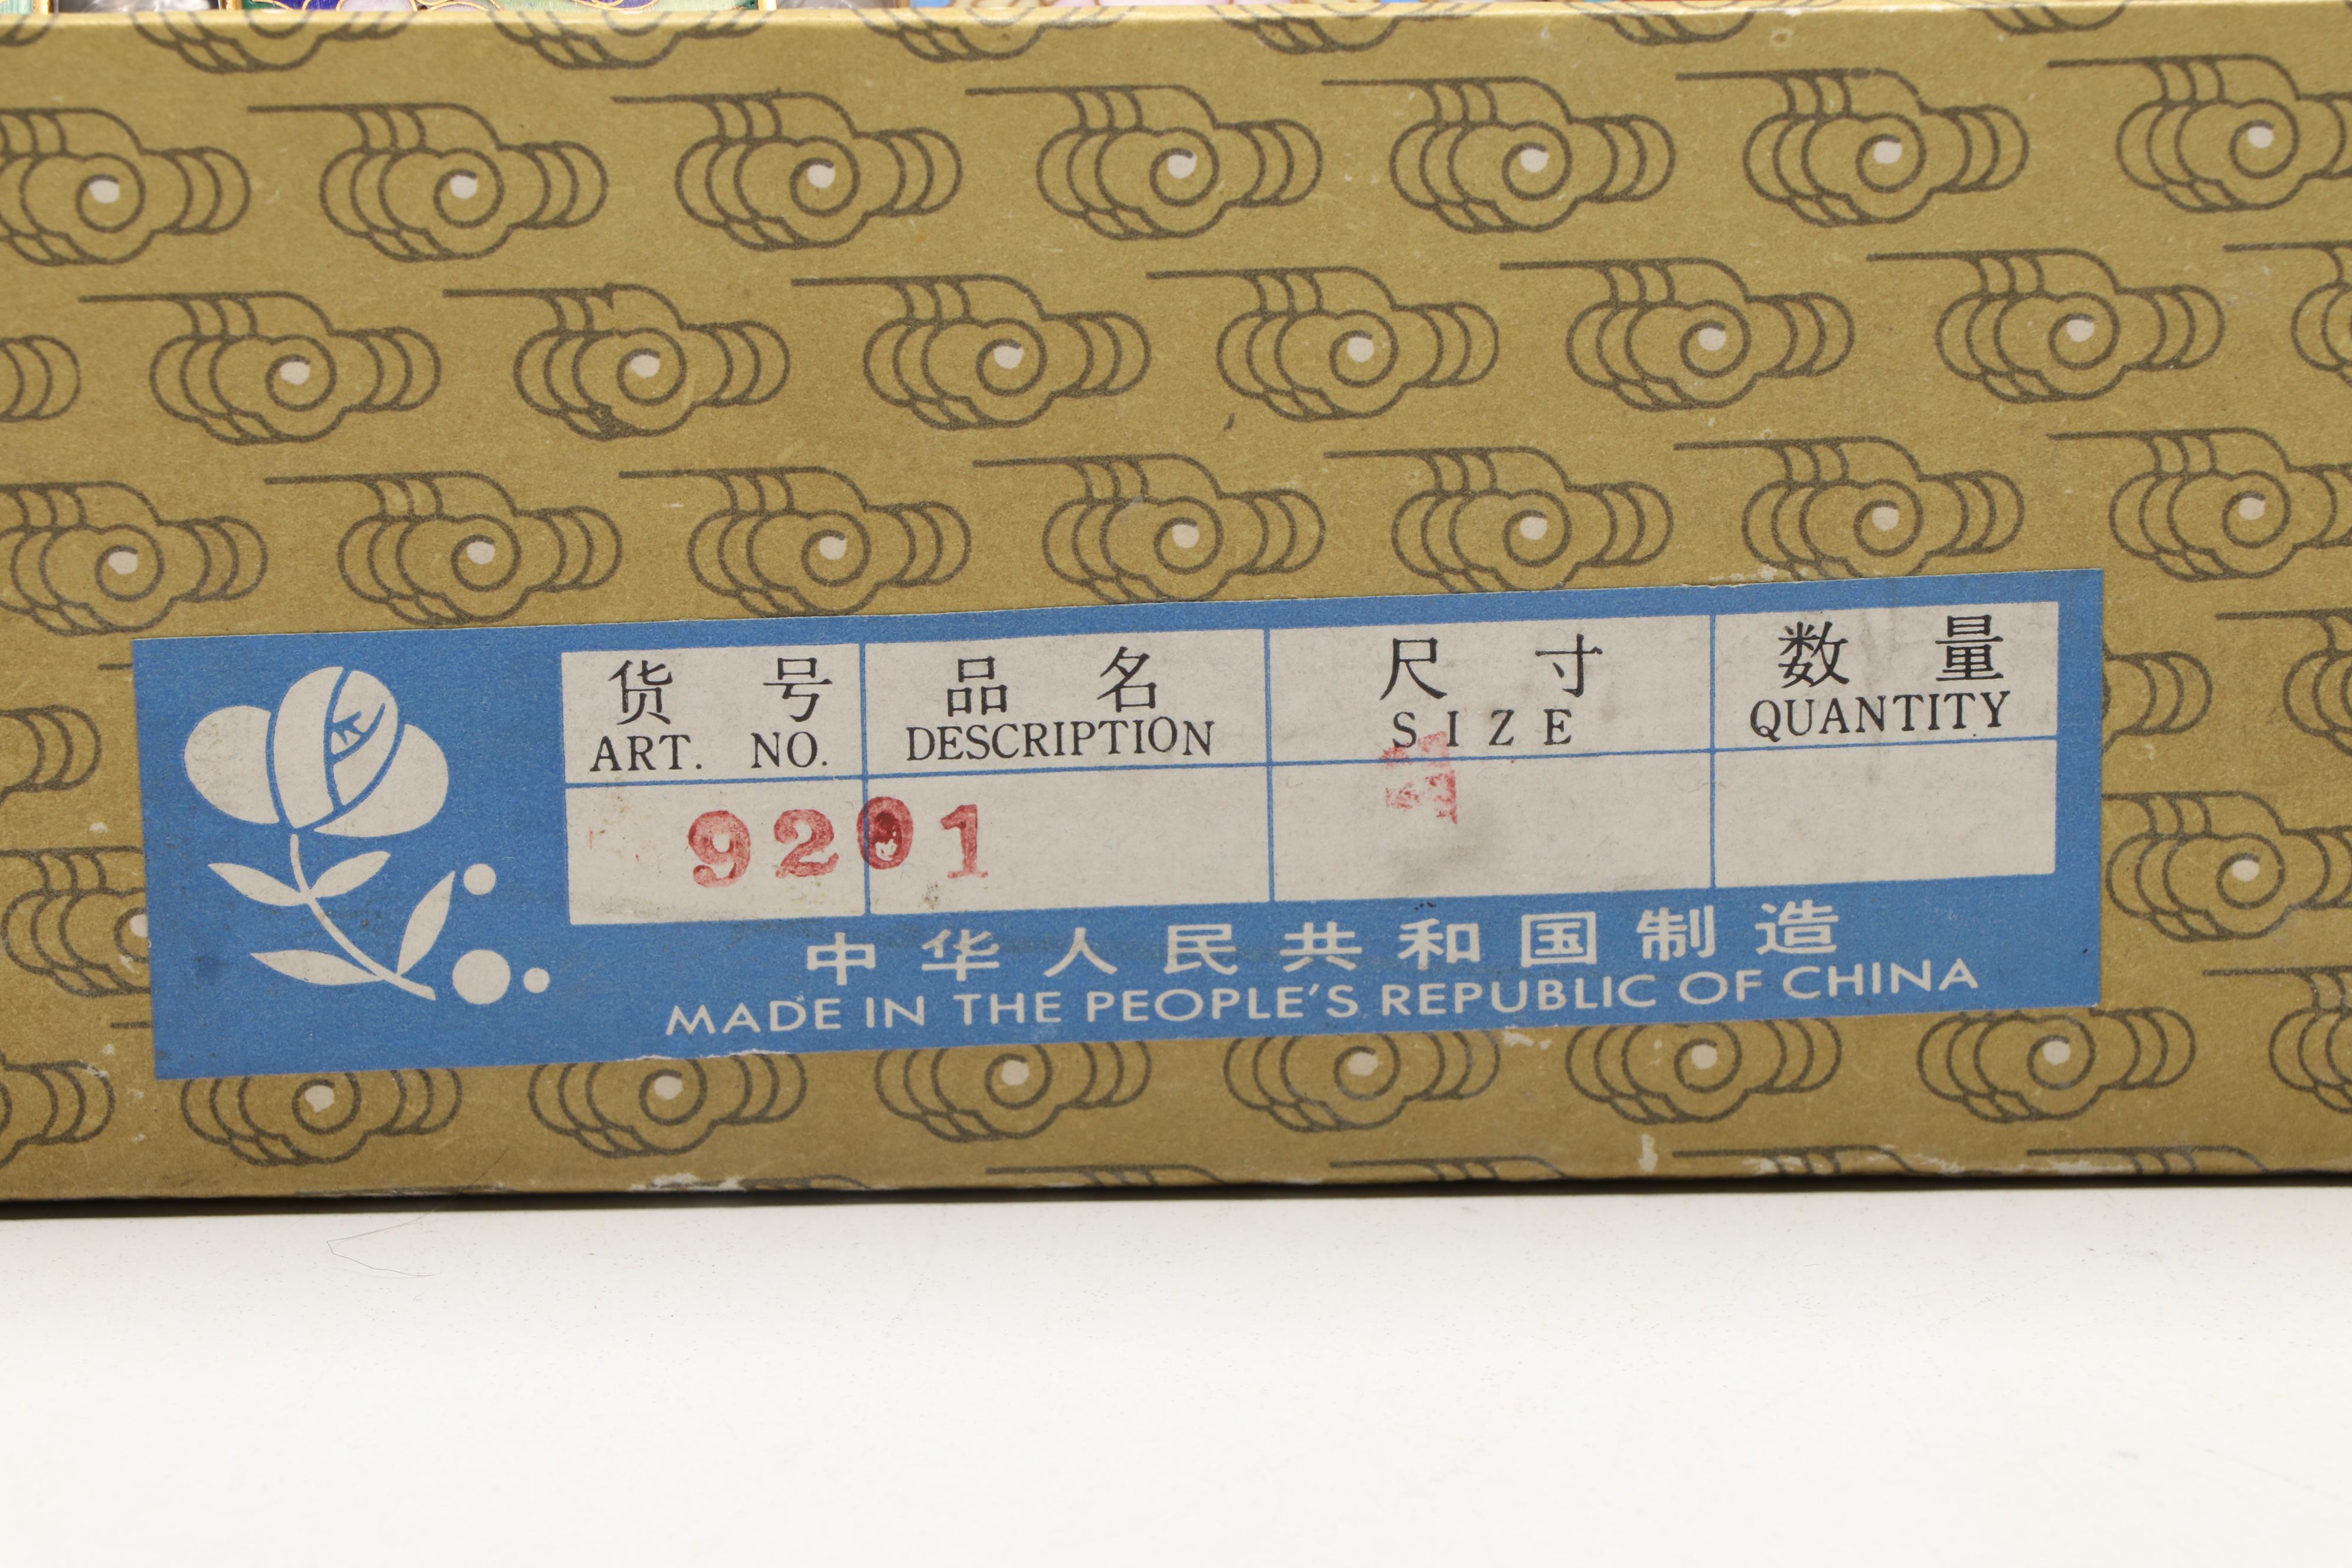 货号 品名 尺寸 数量
ART. NO. DESCRIPTION SIZE QUANTITY
9201
中华人民共和国制造
MADE IN THE PEOPLE'S REPUBLIC OF CHINA